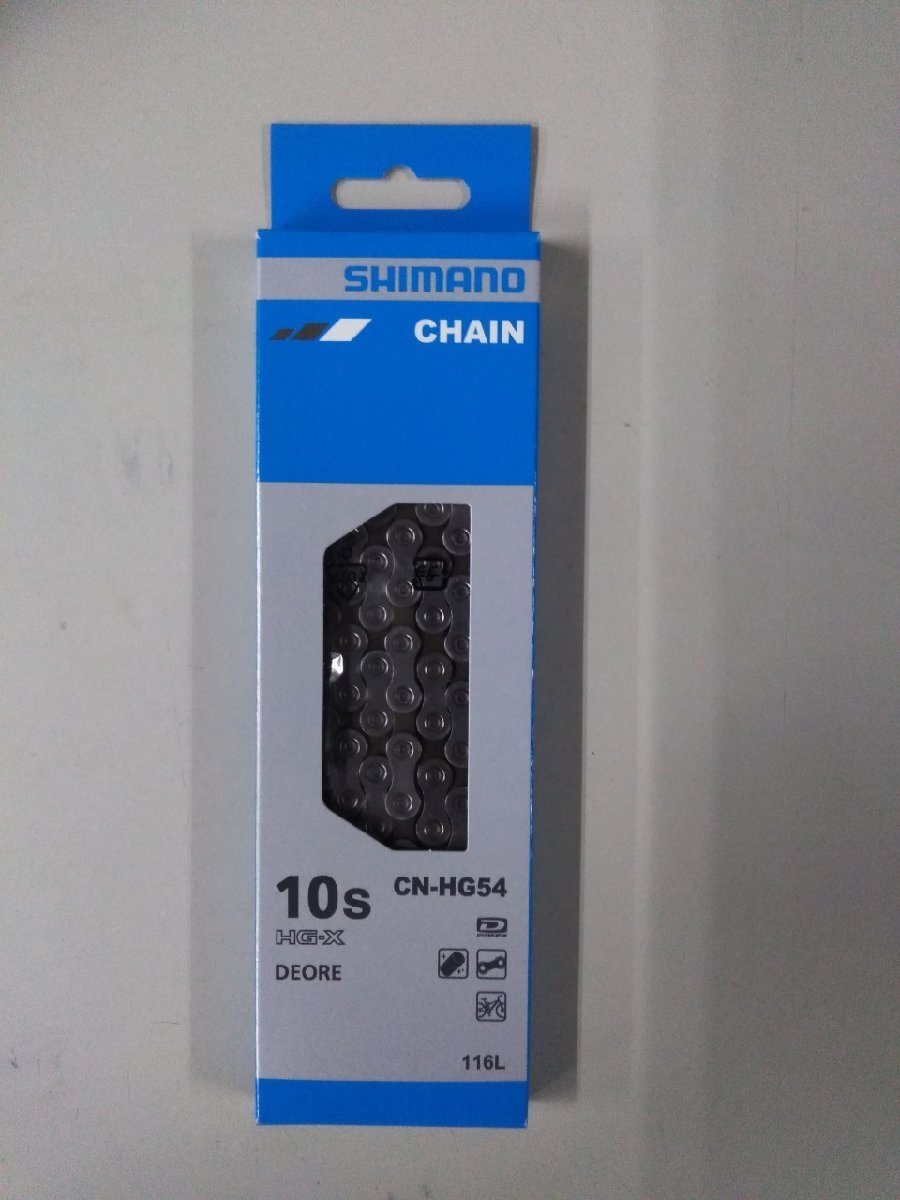 SHIMANO
CHAIN
10s
CN-HG54
HG-X
DEORE
116L